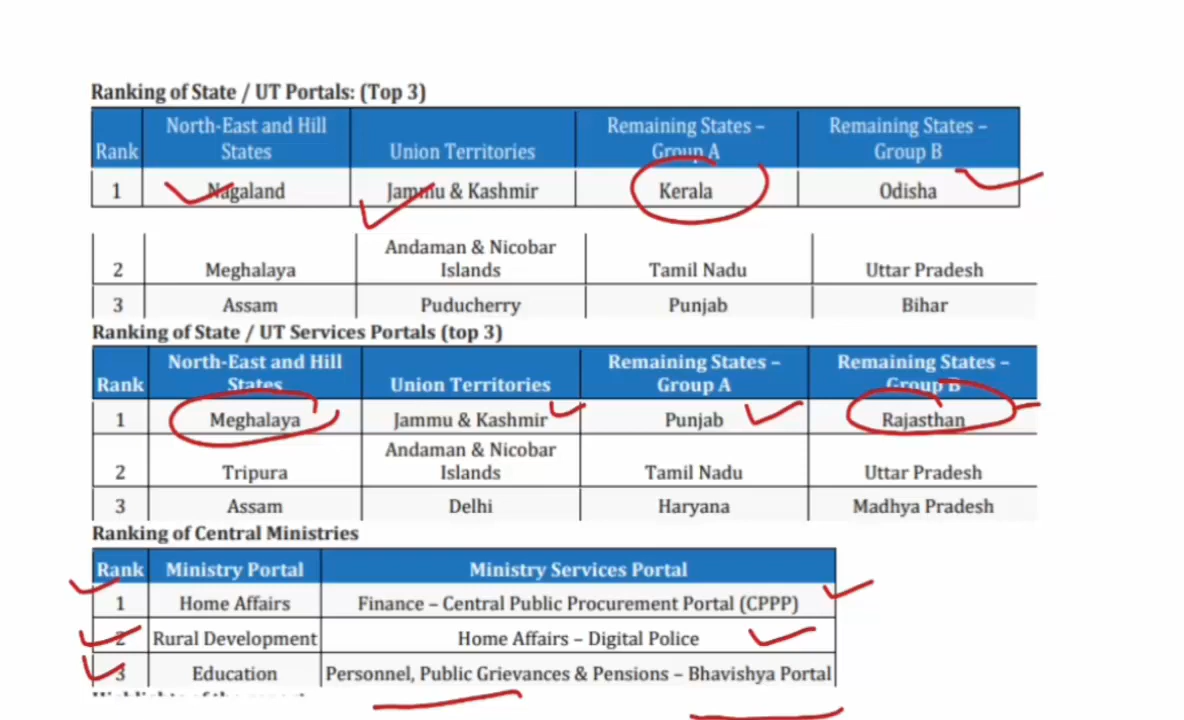 Ranking of State / UT Portals: (Top 3)
Rank North-East and Hill States Union Territories Remaining States – Group A Remaining States – Group B
1 Nagaland Jammu & Kashmir Kerala Odisha
2 Meghalaya Andaman & Nicobar Islands Tamil Nadu Uttar Pradesh
3 Assam Puducherry Punjab Bihar
Ranking of State / UT Services Portals (top 3)
Rank North-East and Hill States Union Territories Remaining States – Group A Remaining States – Group B
1 Meghalaya Jammu & Kashmir Punjab Rajasthan
2 Tripura Andaman & Nicobar Islands Tamil Nadu Uttar Pradesh
3 Assam Delhi Haryana Madhya Pradesh
Ranking of Central Ministries
Rank Ministry Portal Ministry Services Portal
1 Home Affairs Finance – Central Public Procurement Portal (CPPP)
2 Rural Development Home Affairs – Digital Police
3 Education Personnel, Public Grievances & Pensions – Bhavishya Portal